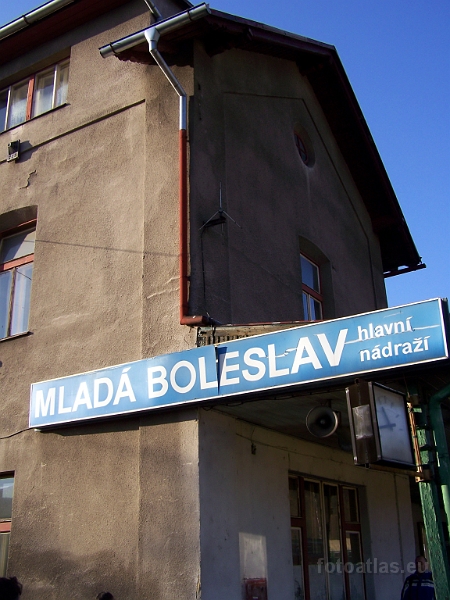 MLADÁ BOLESLAV hlavní
nádraží
fotoatlas.eu